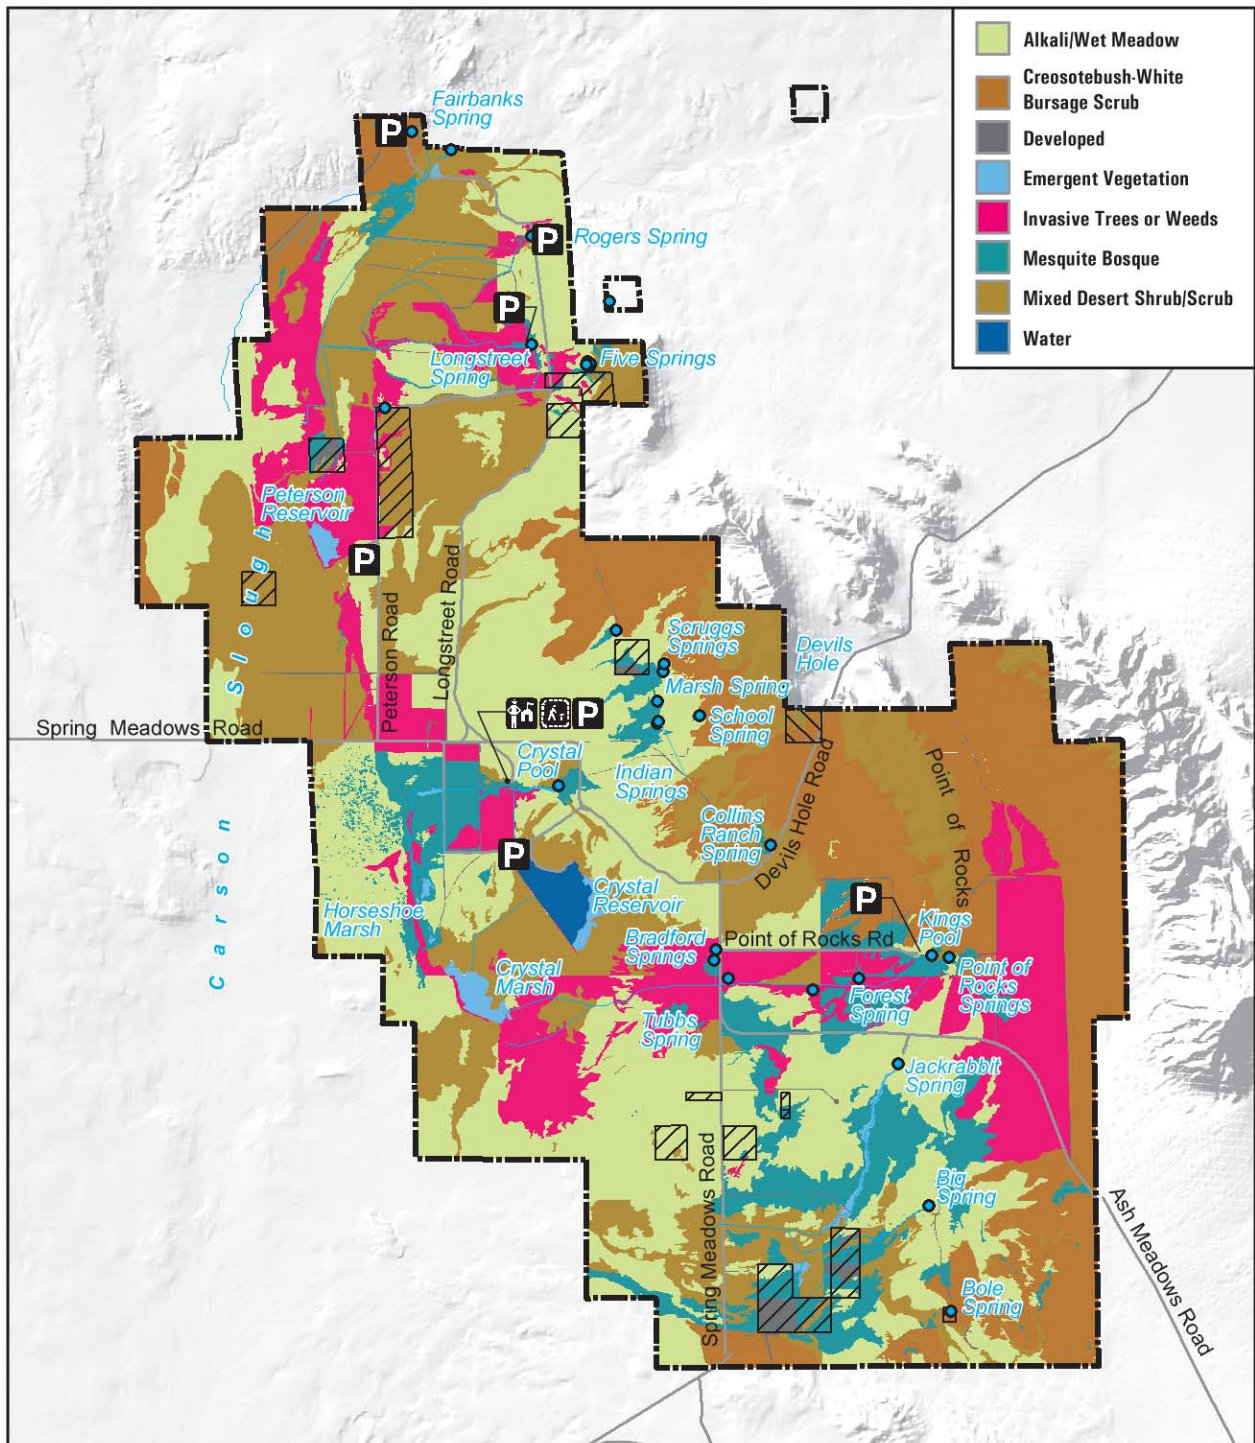 Alkali/Wet Meadow
Creosotebush-White
Bursage Scrub
Developed
Emergent Vegetation
Invasive Trees or Weeds
Mesquite Bosque
Mixed Desert Shrub/Scrub
Water
Fairbanks
Spring
P
Rogers Spring
P
P
Longstreet
Spring
Five Springs
Peterson
Reservoir
P
Peterson Road
Longstreet Road
Scruggs
Springs
Devils
Hole
Marsh Spring
School
Spring
P
Spring Meadows Road
Carson Slough
Crystal
Pool
Indian
Springs
Collins
Ranch
Spring
Devils Hole Road
Point of Rocks
P
Crystal
Reservoir
P
Horseshoe
Marsh
Bradford
Springs
Point of Rocks Rd
Kings
Pool
Crystal
Marsh
Point of
Rocks
Springs
Forest
Spring
Tubbs
Spring
Jackrabbit
Spring
Spring Meadows Road
Big
Spring
Ash Meadows Road
Bole
Spring